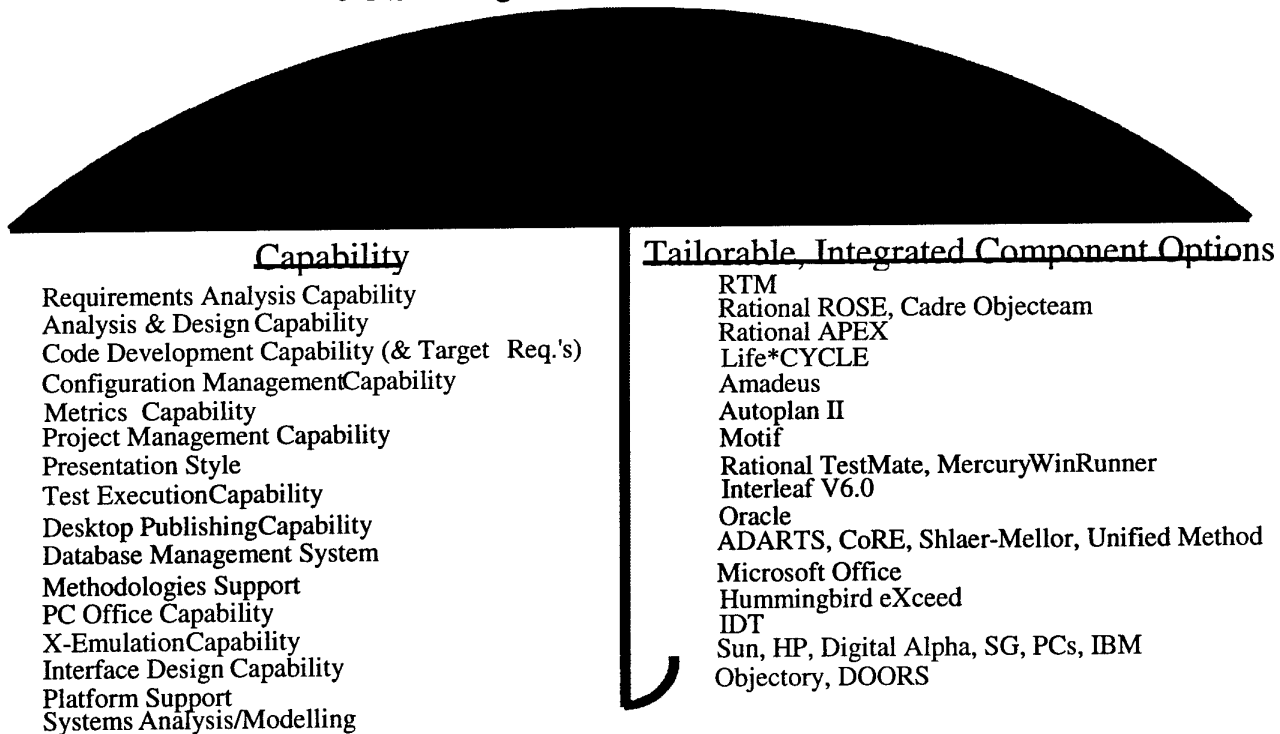 Capability
Requirements Analysis Capability
Analysis & Design Capability
Code Development Capability (& Target Req.'s)
Configuration ManagementCapability
Metrics Capability
Project Management Capability
Presentation Style
Test ExecutionCapability
Desktop PublishingCapability
Database Management System
Methodologies Support
PC Office Capability
X-EmulationCapability
Interface Design Capability
Platform Support
Systems Analysis/Modelling
Tailorable, Integrated Component Options
RTM
Rational ROSE, Cadre Objecteam
Rational APEX
Life*CYCLE
Amadeus
Autoplan II
Motif
Rational TestMate, MercuryWinRunner
Interleaf V6.0
Oracle
ADARTS, CoRE, Shlaer-Mellor, Unified Method
Microsoft Office
Hummingbird eXceed
IDT
Sun, HP, Digital Alpha, SG, PCs, IBM
Objectory, DOORS